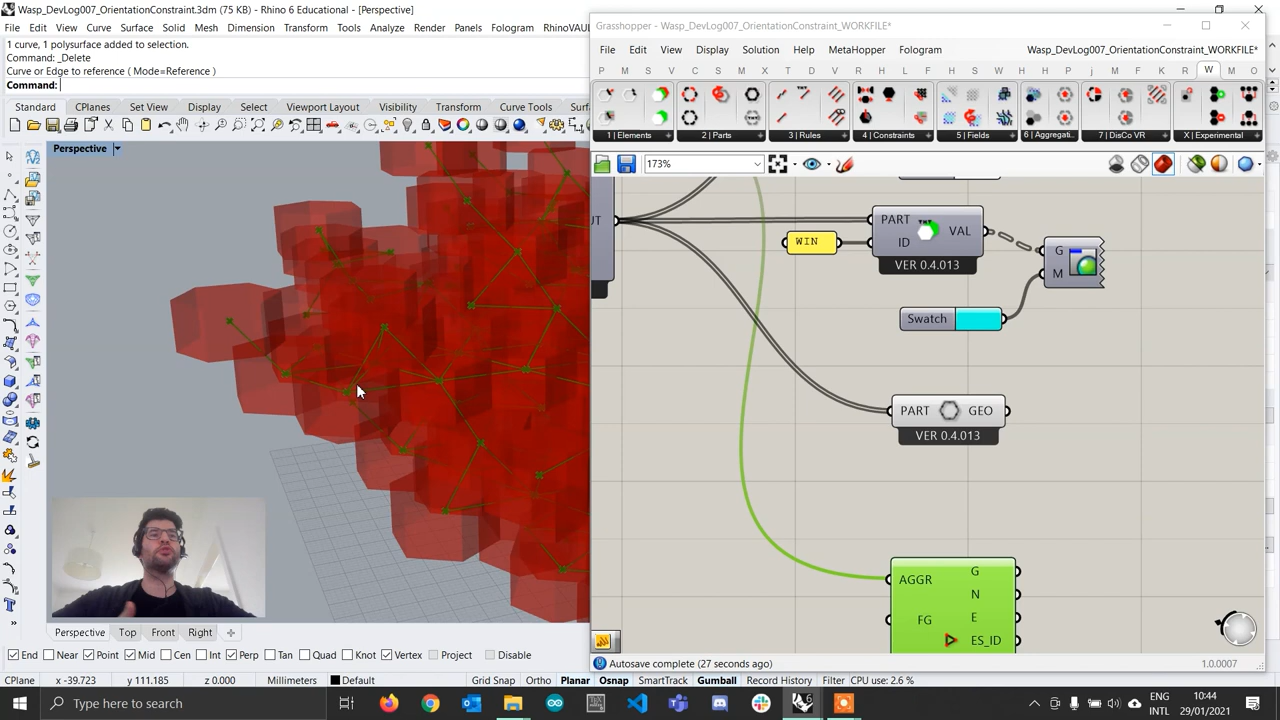 Wasp_DevLog007_OrientationConstraint.3dm (75 KB) - Rhino 6 Educational - [Perspective]
File Edit View Curve Surface Solid Mesh Dimension Transform Tools Analyze Render Panels Fologram RhinoVAUL
1 curve, 1 polysurface added to selection.
Command: _Delete
Curve or Edge to reference ( Mode=Reference )
Command:
Standard CPlanes Set View Display Select Viewport Layout Visibility Transform Curve Tools Surf
Perspective
Grasshopper - Wasp_DevLog007_OrientationConstraint_WORKFILE*
File Edit View Display Solution Help MetaHopper Fologram Wasp_DevLog007_OrientationConstraint_WORKFILE*
P M S V M X T D V M K A L F G S W M H H P j M E K R W M O
1 | Elements 2 | Parts 3 | Rules 4 | Constraints 5 | Fields 6 | Aggregati.. 7 | DisCo VR X | Experimental
173%
UT
PART VAL
ID
VER 0.4.013
WIN
G
M
Swatch
PART GEO
VER 0.4.013
AGGR G
N
FG E
ES_ID
Autosave complete (27 seconds ago) 1.0.0007
Perspective Top Front Right
End Near Point Mid Cen Int Perp Tan Quad Knot Vertex Project Disable
CPlane x -39.723 y 111.185 z 0.000 Millimeters Default Grid Snap Ortho Planar Osnap SmartTrack Gumball Record History Filter CPU use: 2.6 %
Type here to search
ENG
INTL
10:44
29/01/2021